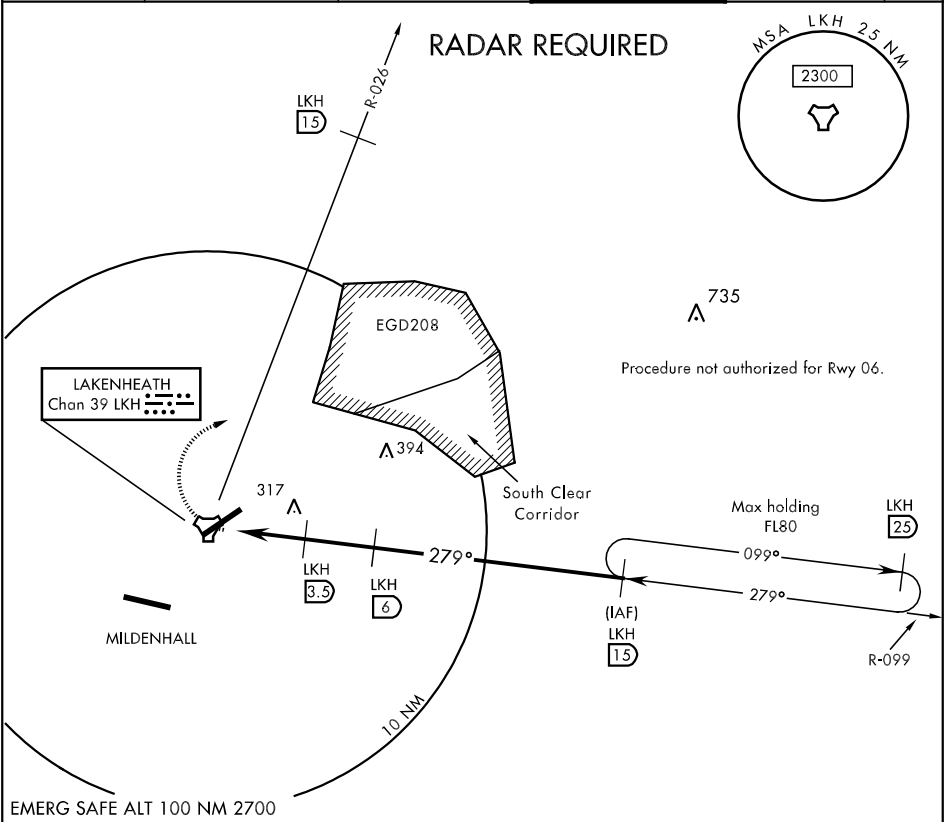 RADAR REQUIRED
MSA LKH 25 NM
2300
R-026
LKH
15
735
EGD208
Procedure not authorized for Rwy 06.
LAKENHEATH
Chan 39 LKH
394
317
South Clear
Corridor
Max holding
FL80
LKH
25
099°
279°
279°
LKH
3.5
LKH
6
(IAF)
LKH
15
R-099
MILDENHALL
10 NM
EMERG SAFE ALT 100 NM 2700